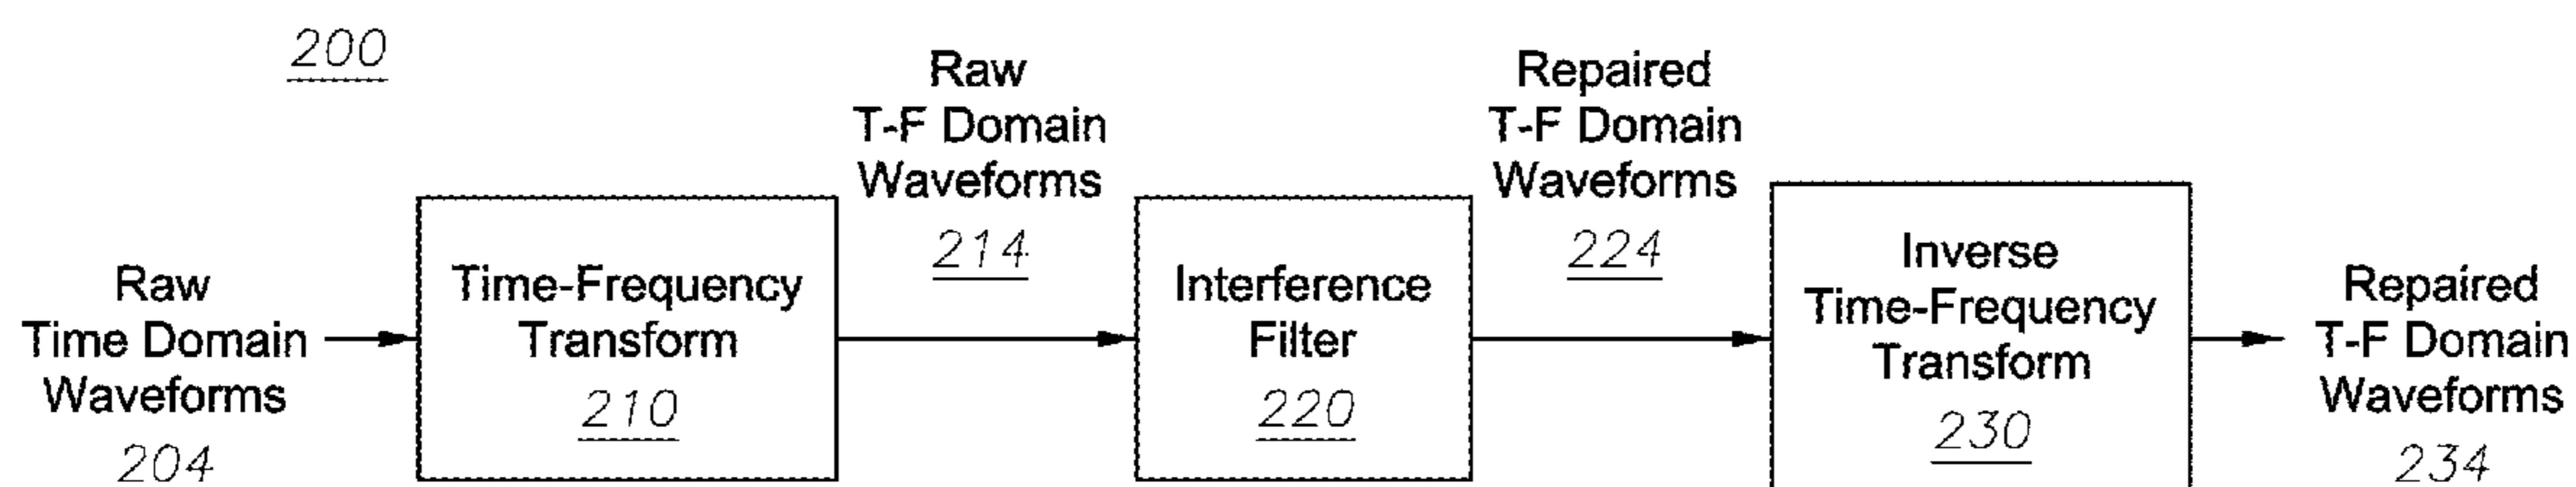 200
Raw
Time Domain
Waveforms
204
Time-Frequency
Transform
210
Raw
T-F Domain
Waveforms
214
Interference
Filter
220
Repaired
T-F Domain
Waveforms
224
Inverse
Time-Frequency
Transform
230
Repaired
T-F Domain
Waveforms
234